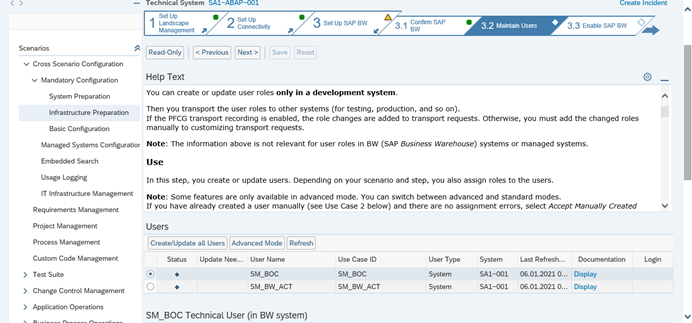 Technical System SA1~ABAP~001
Create Incident
1 Set Up Landscape Management
2 Set Up Connectivity
3 Set Up SAP BW
3.1 Confirm SAP BW
3.2 Maintain Users
3.3 Enable SAP BW
Read-Only
< Previous
Next >
Save
Reset
Scenarios
Cross Scenario Configuration
Mandatory Configuration
System Preparation
Infrastructure Preparation
Basic Configuration
Managed Systems Configuration
Embedded Search
Usage Logging
IT Infrastructure Management
Requirements Management
Project Management
Process Management
Custom Code Management
Test Suite
Change Control Management
Application Operations
Business Process Operations
Help Text
You can create or update user roles only in a development system.
Then you transport the user roles to other systems (for testing, production, and so on).
If the PFCG transport recording is enabled, the role changes are added to transport requests. Otherwise, you must add the changed roles
manually to customizing transport requests.
Note: The information above is not relevant for user roles in BW (SAP Business Warehouse) systems or managed systems.
Use
In this step, you create or update users. Depending on your scenario and step, you also assign roles to the users.
Note: Some features are only available in advanced mode. You can switch between advanced and standard modes.
If you have already created a user manually (see Use Case 2 below) and there are no assignment errors, select Accept Manually Created
Users
Create/Update all Users
Advanced Mode
Refresh
Status Update Nee... User Name Use Case ID User Type System Last Refresh... Documentation Login
SM_BOC SM_BOC System SA1~001 06.01.2021 0... Display
SM_BW_ACT SM_BW_ACT System SA1~001 06.01.2021 0... Display
SM_BOC Technical User (in BW system)